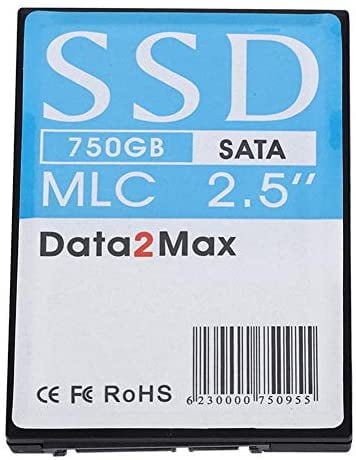 SSD
750GB SATA
MLC 2.5’’
Data2Max
CE FC RoHS
6230000 750955